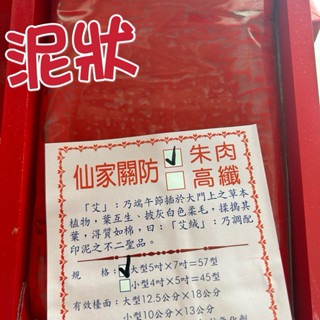 泥狀
仙家關防 ✓朱肉
□高纖
「艾」:乃端午節插於大門上之草本
植物,葉互生、披灰白色柔毛,揉搗其
葉,得質如棉,曰:「艾絨」:乃調配
印泥之不二聖品。
規 格:✓大型5吋×7吋=57型
□小型4吋×5吋=45型
有效檯面:大型12.5公分×18公分
小型10公分×13公分